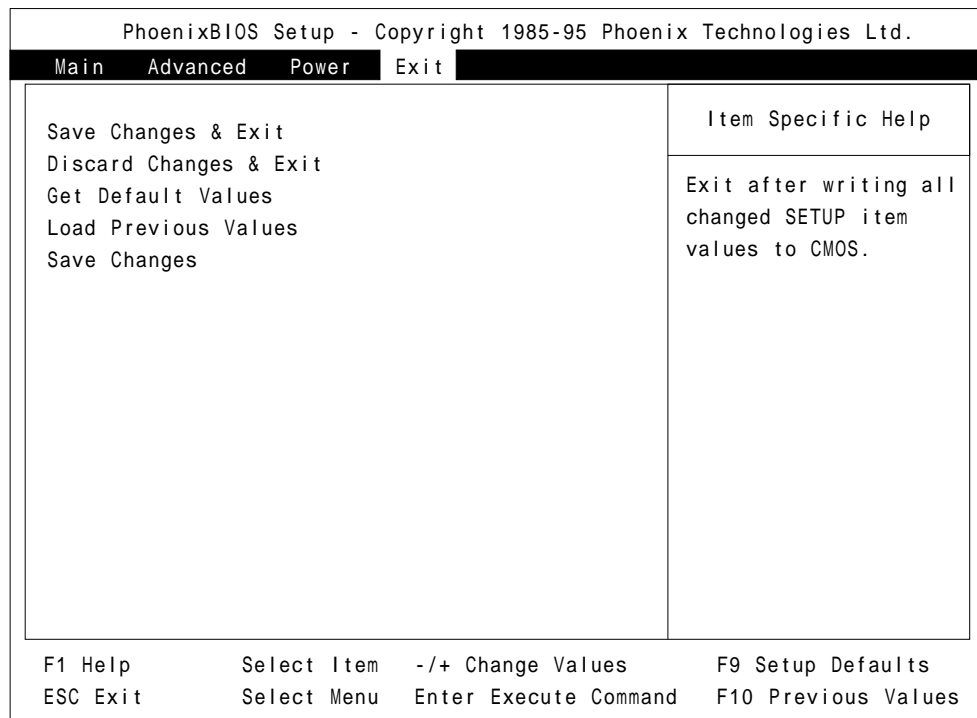 PhoenixBIOS Setup - Copyright 1985-95 Phoenix Technologies Ltd.
Main Advanced Power Exit
Save Changes & Exit
Discard Changes & Exit
Get Default Values
Load Previous Values
Save Changes
Item Specific Help
Exit after writing all
changed SETUP item
values to CMOS.
F1 Help Select Item -/+ Change Values F9 Setup Defaults
ESC Exit Select Menu Enter Execute Command F10 Previous Values